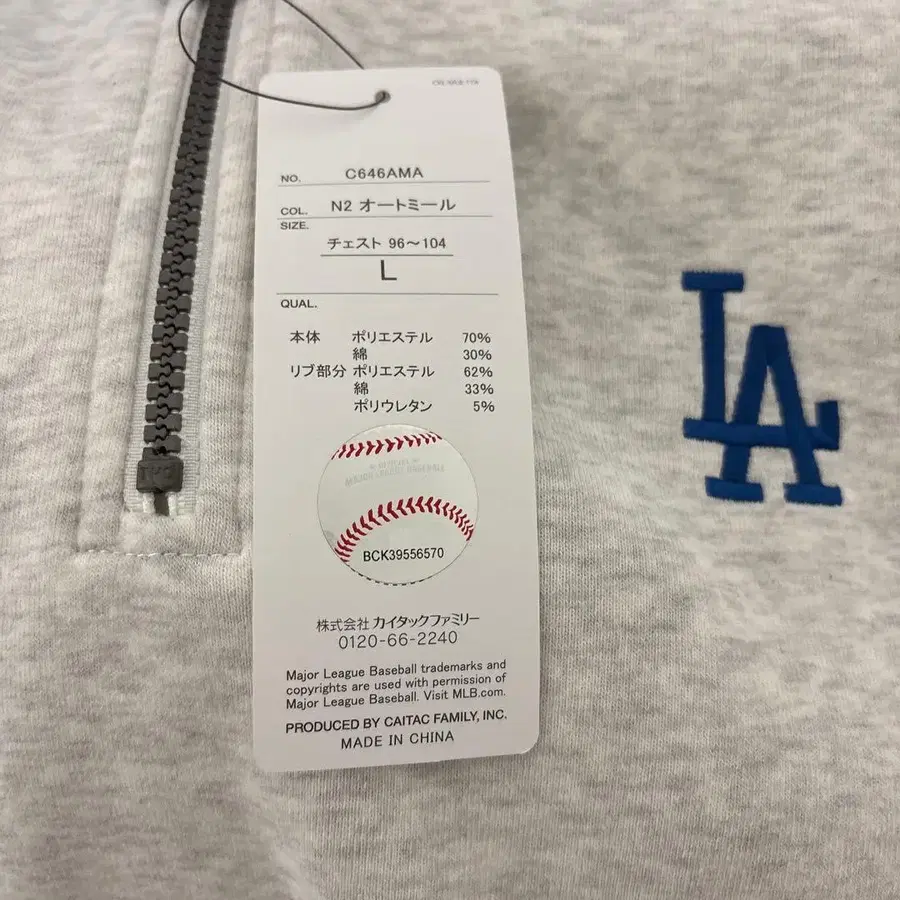 NO. C646AMA
COL. N2 オートミール
SIZE.
チェスト 96～104
L
QUAL.
本体 ポリエステル 70%
綿 30%
リブ部分 ポリエステル 62%
綿 33%
ポリウレタン 5%
OFFICIAL
MAJOR LEAGUE BASEBALL
BCK39556570
株式会社 カイタックファミリー
0120-66-2240
Major League Baseball trademarks and
copyrights are used with permission of
Major League Baseball. Visit MLB.com.
PRODUCED BY CAITAC FAMILY, INC.
MADE IN CHINA
LA